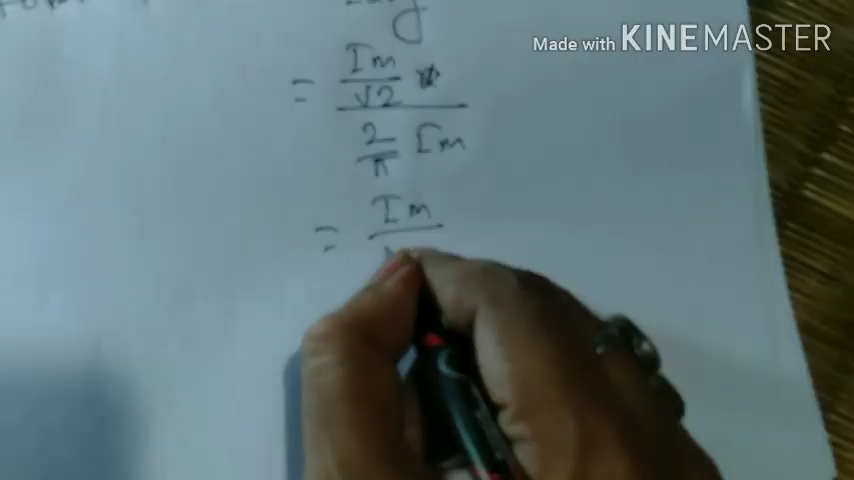 Made with KINEMASTER
= Im/√2
2/π Im
= Im